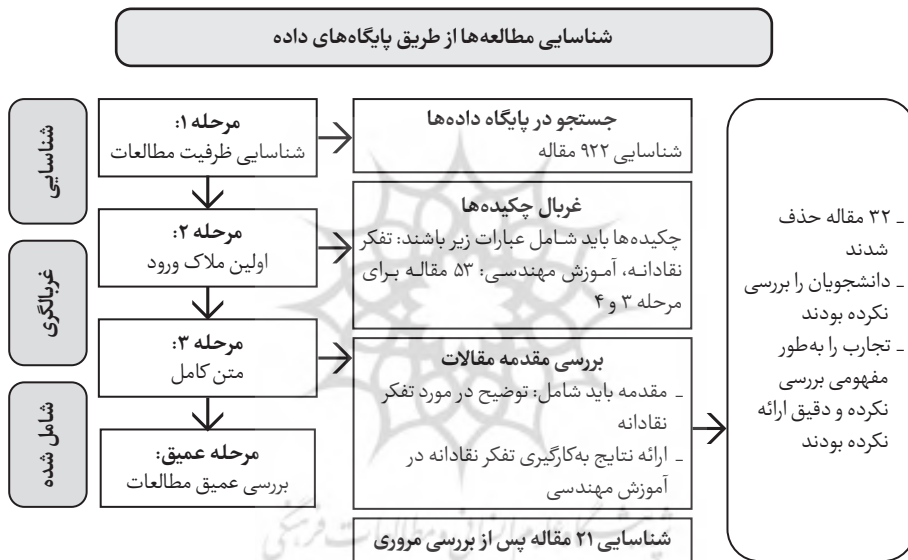 شناسایی مطالعه‌ها از طریق پایگاه‌های داده
شناسایی
غربالگری
شامل شده
مرحله ۱:
شناسایی ظرفیت مطالعات
مرحله ۲:
اولین ملاک ورود
مرحله ۳:
متن کامل
مرحله عمیق:
بررسی عمیق مطالعات
جستجو در پایگاه داده‌ها
شناسایی ۹۲۲ مقاله
غربال چکیده‌ها
چکیده‌ها باید شامل عبارات زیر باشند: تفکر
نقادانه، آموزش مهندسی: ۵۳ مقاله برای
مرحله ۳ و ۴
بررسی مقدمه مقالات
ـ مقدمه باید شامل: توضیح در مورد تفکر
نقادانه
ـ ارائه نتایج به‌کارگیری تفکر نقادانه در
آموزش مهندسی
شناسایی ۲۱ مقاله پس از بررسی مروری
ـ ۳۲ مقاله حذف
شدند
ـ دانشجویان را بررسی
نکرده بودند
ـ تجارب را به‌طور
مفهومی بررسی
نکرده و دقیق ارائه
نکرده بودند
پژوهشگاه علوم انسانی و مطالعات فرهنگی